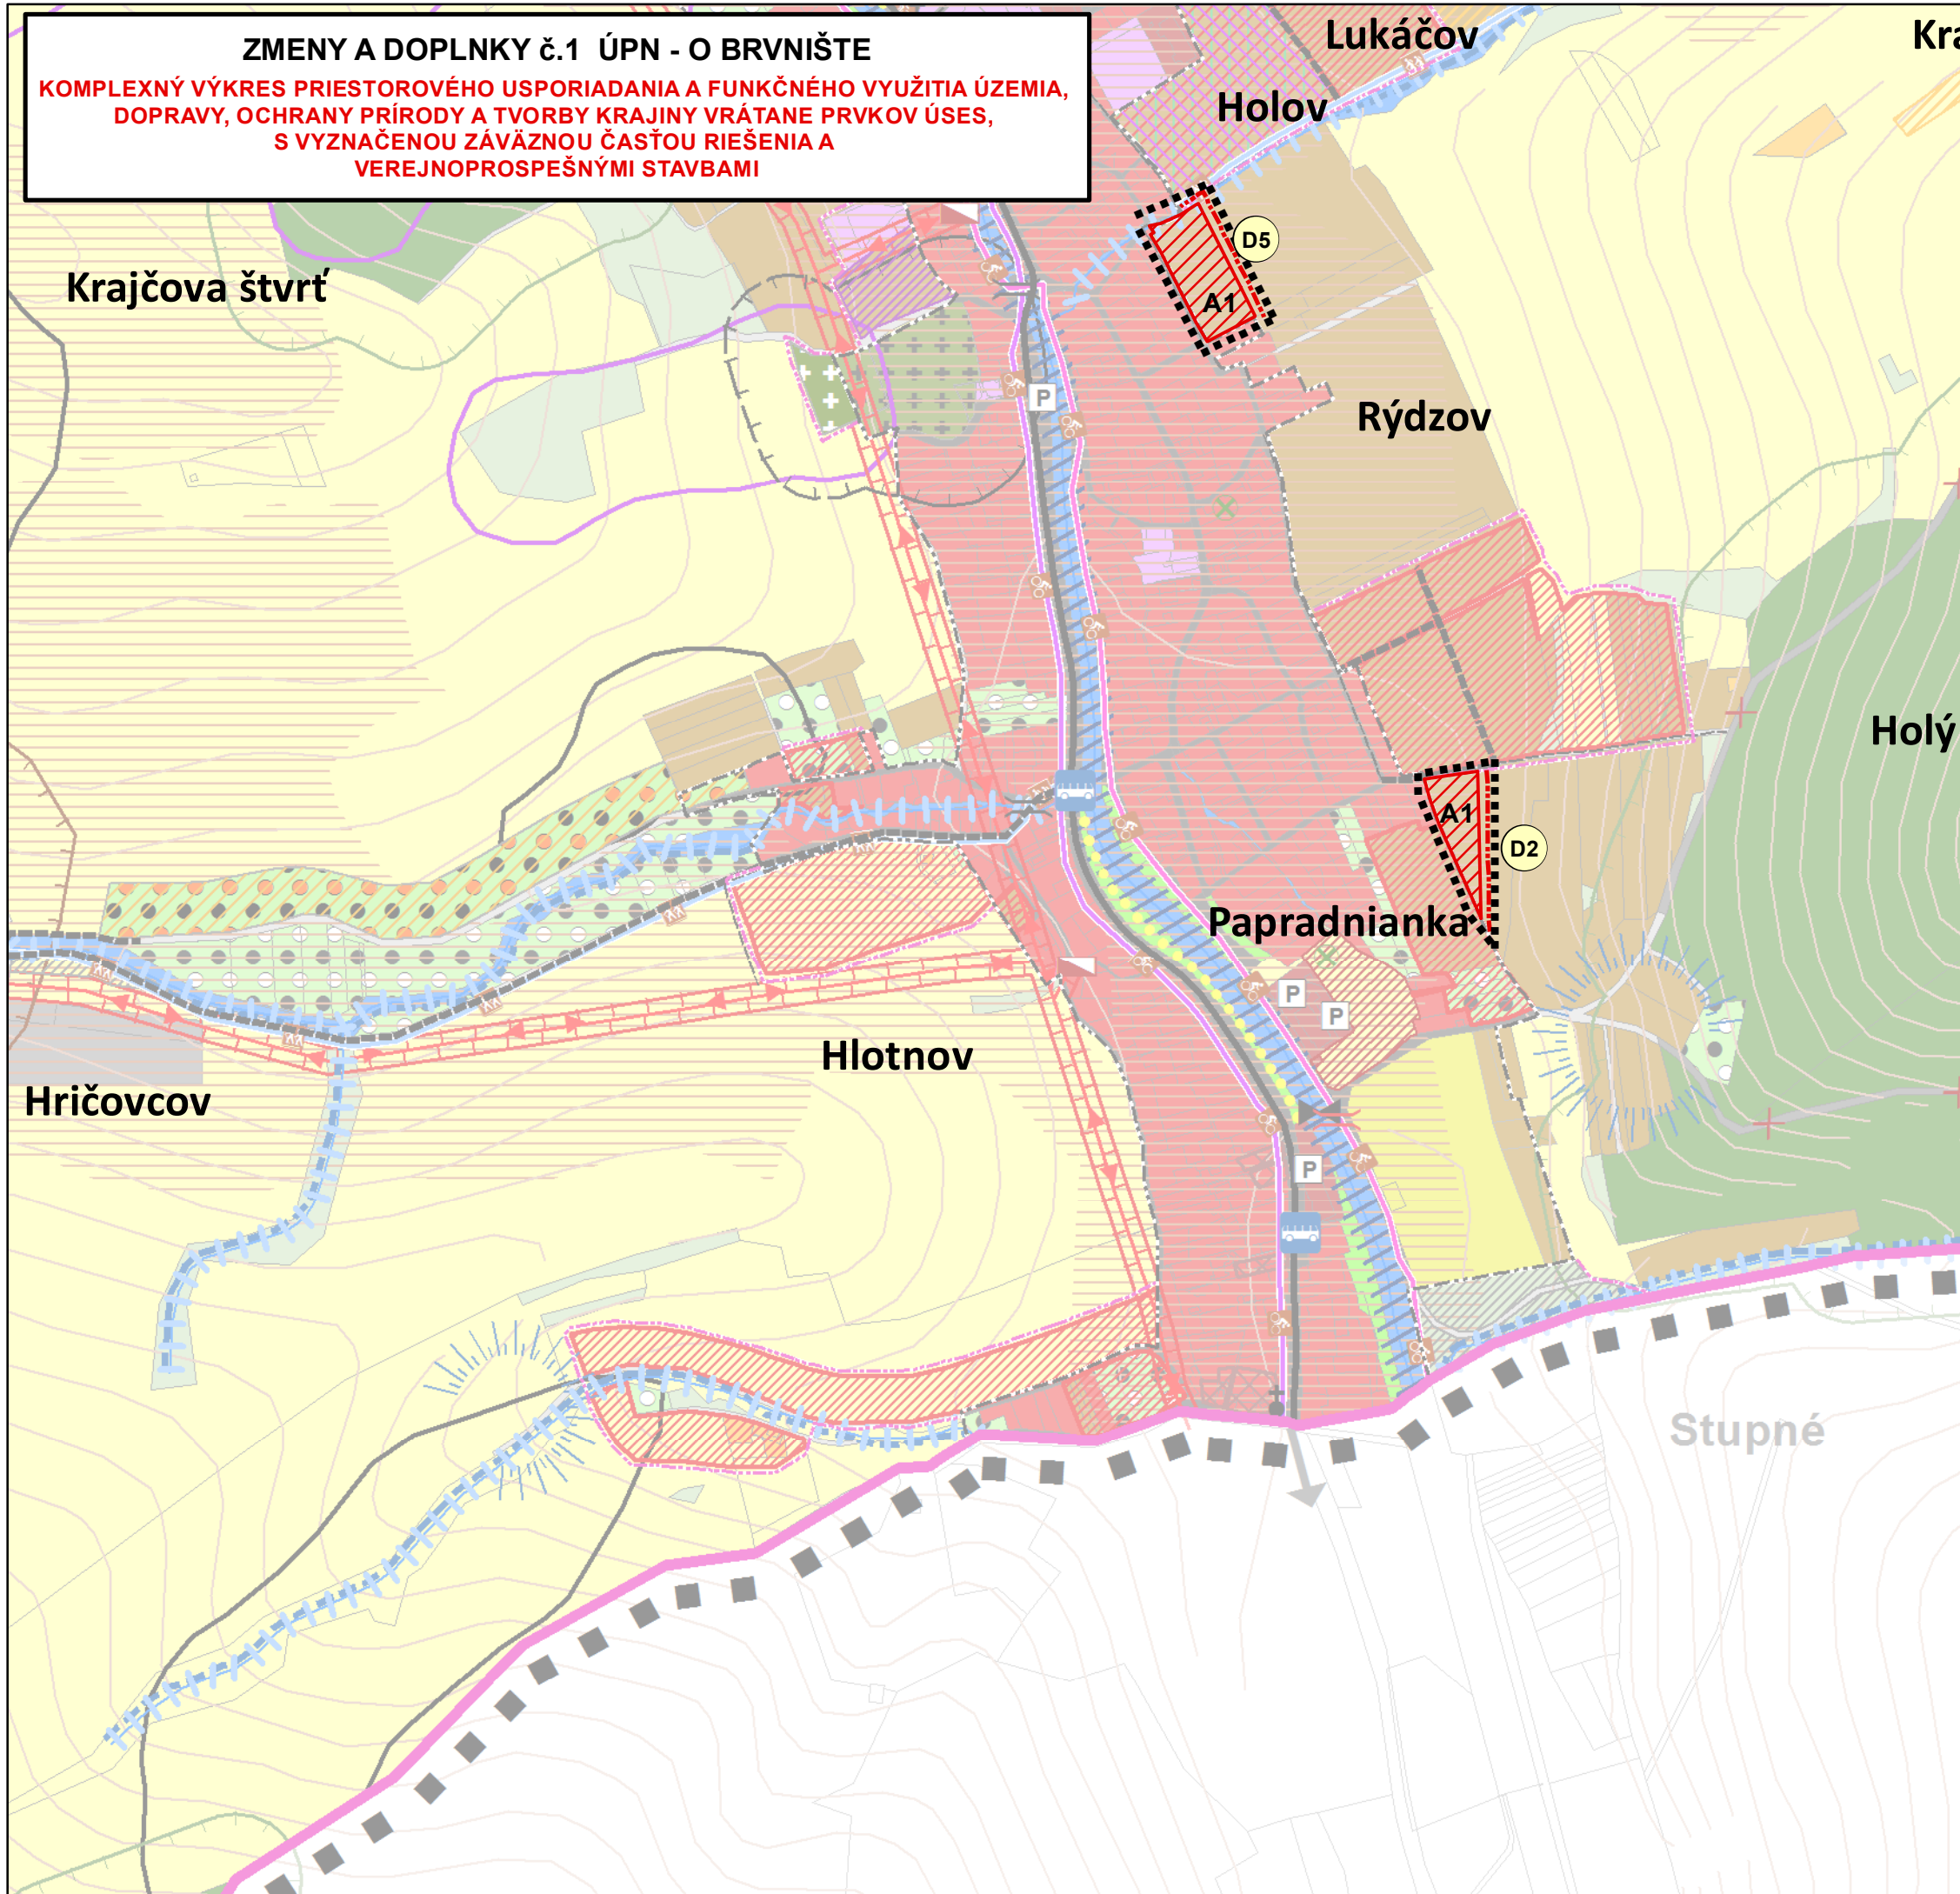 ZMENY A DOPLNKY č.1 ÚPN - O BRVNIŠTE
KOMPLEXNÝ VÝKRES PRIESTOROVÉHO USPORIADANIA A FUNKČNÉHO VYUŽITIA ÚZEMIA,
DOPRAVY, OCHRANY PRÍRODY A TVORBY KRAJINY VRÁTANE PRVKOV ÚSES,
S VYZNAČENOU ZÁVÄZNOU ČASŤOU RIEŠENIA A
VEREJNOPROSPEŠNÝMI STAVBAMI
Lukáčov
Kra
Holov
D5
Krajčova štvrť
A1
P
Rýdzov
Holý
A1
D2
Papradnianka
P
P
Hlotnov
Hričovcov
P
Stupné